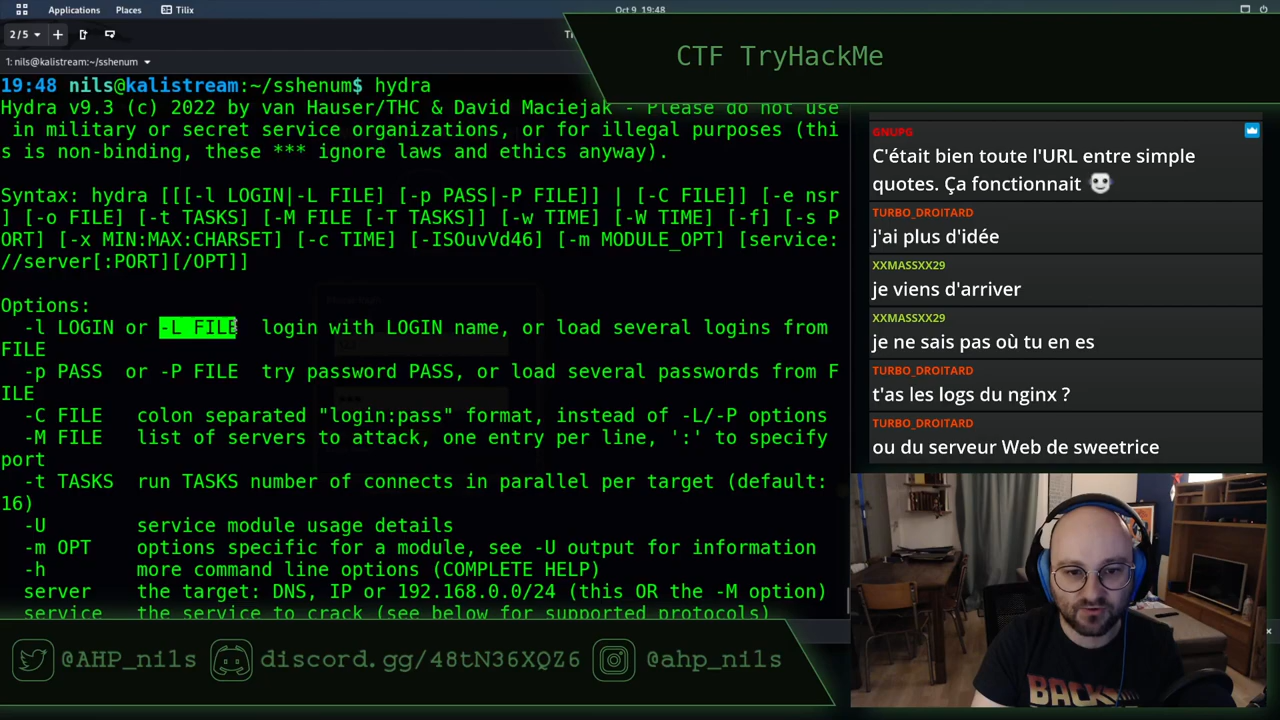 Applications Places Tilix
Oct 9 19:48
2/5
1: nils@kalistream:~/sshenum
CTF TryHackMe
19:48 nils@kalistream:~/sshenum$ hydra
Hydra v9.3 (c) 2022 by van Hauser/THC & David Maciejak - Please do not use
in military or secret service organizations, or for illegal purposes (thi
s is non-binding, these *** ignore laws and ethics anyway).
Syntax: hydra [[[-l LOGIN|-L FILE] [-p PASS|-P FILE]] | [-C FILE]] [-e nsr
] [-o FILE] [-t TASKS] [-M FILE [-T TASKS]] [-w TIME] [-W TIME] [-f] [-s P
ORT] [-x MIN:MAX:CHARSET] [-c TIME] [-ISOuvVd46] [-m MODULE_OPT] [service:
//server[:PORT][/OPT]]
Options:
-l LOGIN or -L FILE login with LOGIN name, or load several logins from
FILE
-p PASS or -P FILE try password PASS, or load several passwords from F
ILE
-C FILE colon separated "login:pass" format, instead of -L/-P options
-M FILE list of servers to attack, one entry per line, ':' to specify
port
-t TASKS run TASKS number of connects in parallel per target (default:
16)
-U service module usage details
-m OPT options specific for a module, see -U output for information
-h more command line options (COMPLETE HELP)
server the target: DNS, IP or 192.168.0.0/24 (this OR the -M option)
service the service to crack (see below for supported protocols)
GNUPG
C'était bien toute l'URL entre simple
quotes. Ça fonctionnait
TURBO_DROITARD
j'ai plus d'idée
XXMASSXX29
je viens d'arriver
XXMASSXX29
je ne sais pas où tu en es
TURBO_DROITARD
t'as les logs du nginx ?
TURBO_DROITARD
ou du serveur Web de sweetrice
@AHP_nils discord.gg/48tN36XQZ6 @ahp_nils